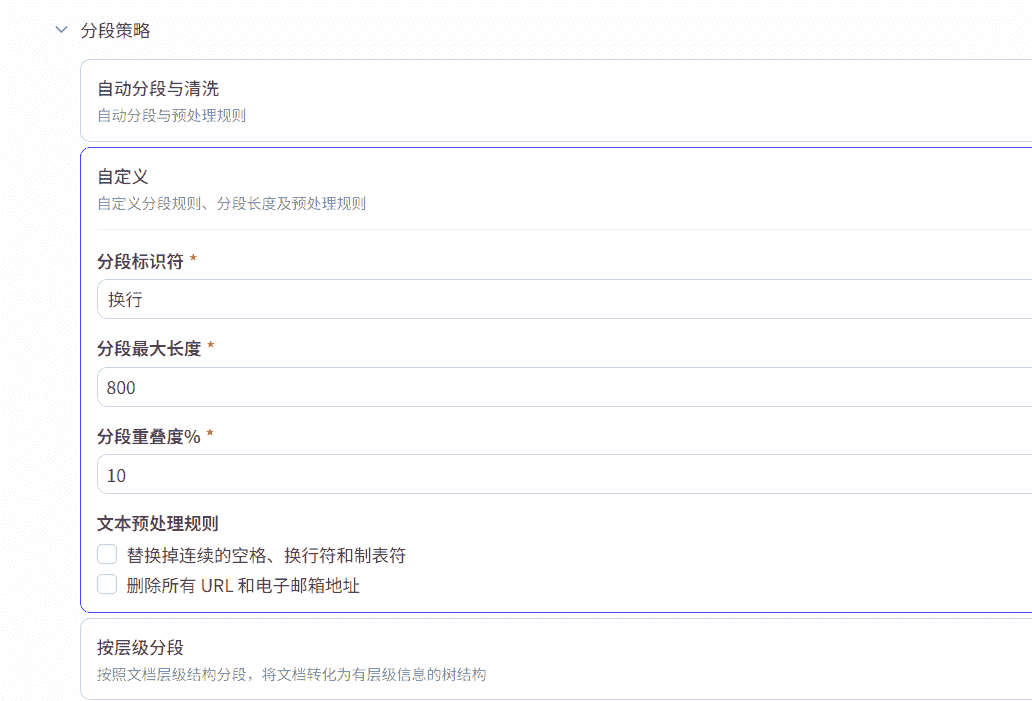 分段策略
自动分段与清洗
自动分段与预处理规则
自定义
自定义分段规则、分段长度及预处理规则
分段标识符 *
换行
分段最大长度 *
800
分段重叠度% *
10
文本预处理规则
替换掉连续的空格、换行符和制表符
删除所有 URL 和电子邮箱地址
按层级分段
按照文档层级结构分段，将文档转化为有层级信息的树结构